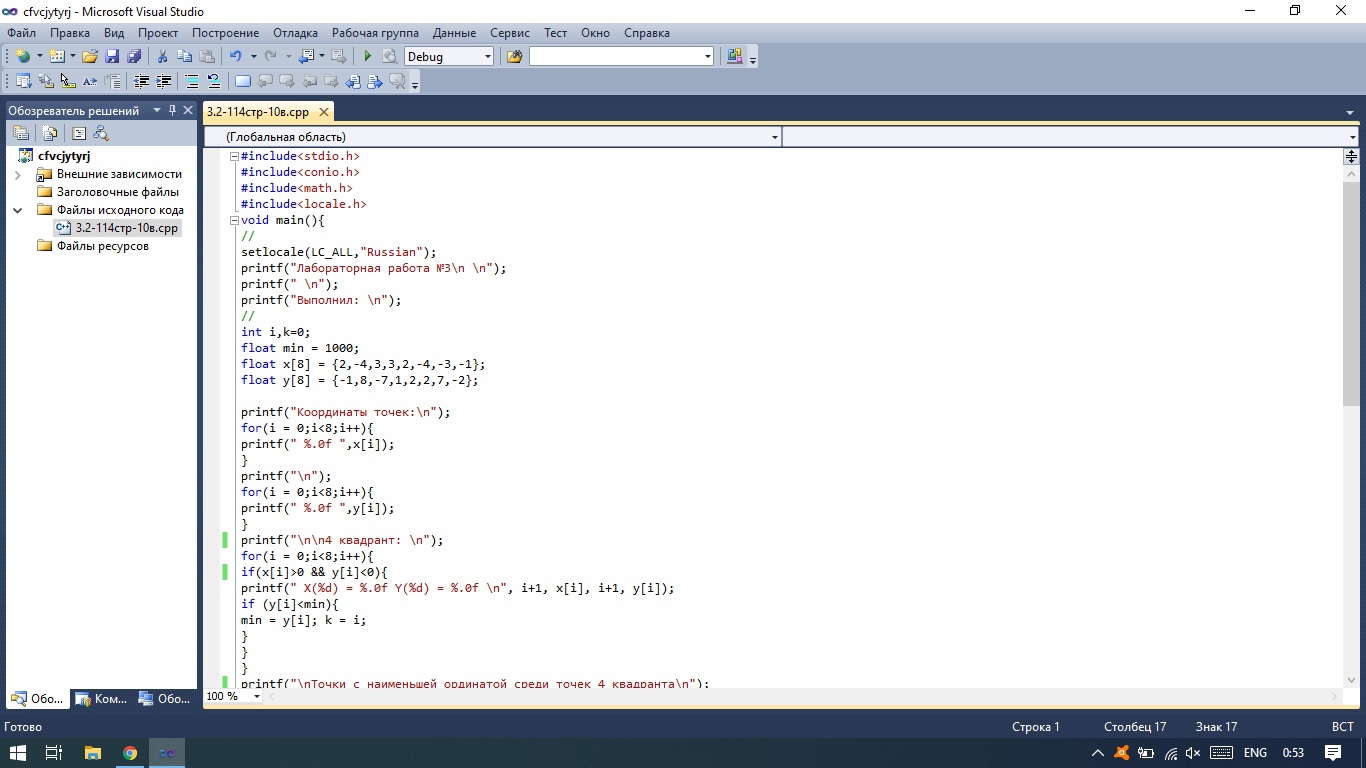 cfvcjytyrj - Microsoft Visual Studio
Файл Правка Вид Проект Построение Отладка Рабочая группа Данные Сервис Тест Окно Справка
Debug
Обозреватель решений
3.2-114стр-10в.cpp
(Глобальная область)
cfvcjytyrj
Внешние зависимости
Заголовочные файлы
Файлы исходного кода
3.2-114стр-10в.cpp
Файлы ресурсов
#include<stdio.h>
#include<conio.h>
#include<math.h>
#include<locale.h>
void main(){
//
setlocale(LC_ALL,"Russian");
printf("Лабораторная работа №3\n \n");
printf(" \n");
printf("Выполнил: \n");
//
int i,k=0;
float min = 1000;
float x[8] = {2,-4,3,3,2,-4,-3,-1};
float y[8] = {-1,8,-7,1,2,2,7,-2};
printf("Координаты точек:\n");
for(i = 0;i<8;i++){
printf(" %.0f ",x[i]);
}
printf("\n");
for(i = 0;i<8;i++){
printf(" %.0f ",y[i]);
}
printf("\n\n4 квадрант: \n");
for(i = 0;i<8;i++){
if(x[i]>0 && y[i]<0){
printf(" X(%d) = %.0f Y(%d) = %.0f \n", i+1, x[i], i+1, y[i]);
if (y[i]<min){
min = y[i]; k = i;
}
}
}
printf("\nТочки с наименьшей ординатой среди точек 4 квадранта\n");
100 %
Обо... Ком... Обо...
Готово Строка 1 Столбец 17 Знак 17 ВСТ
ENG 0:53